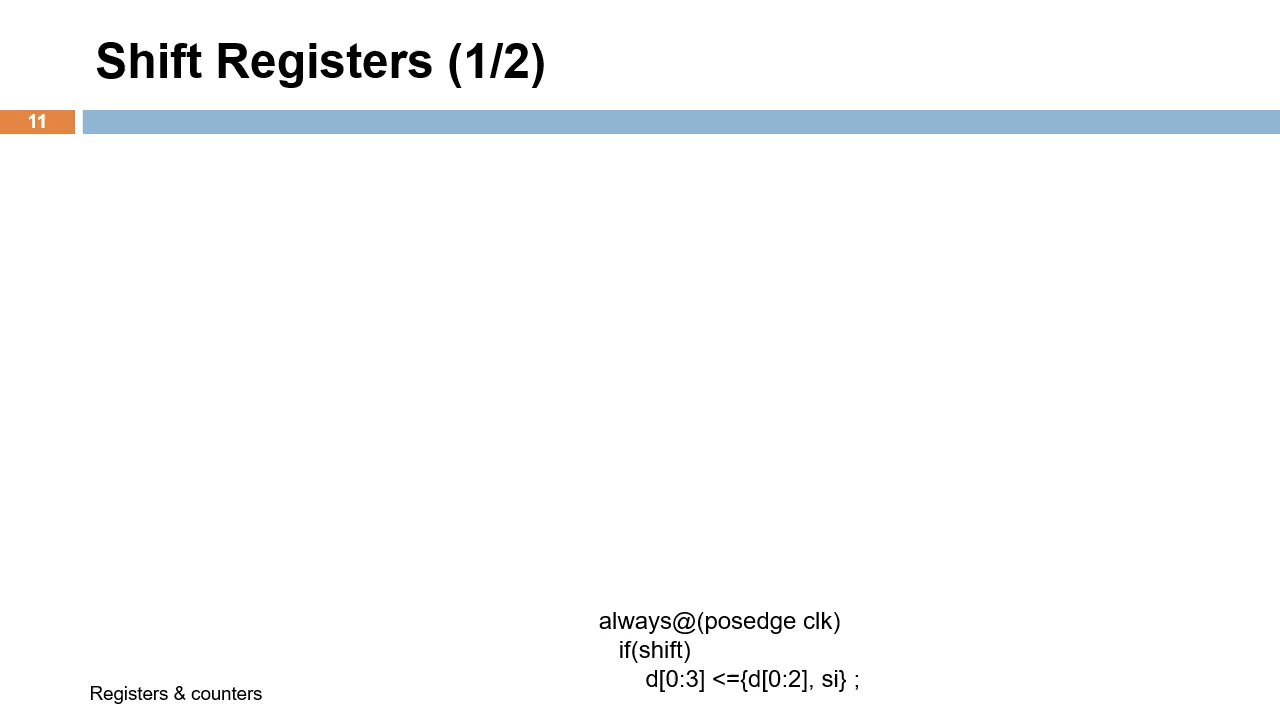 Shift Registers (1/2)
11
always@(posedge clk)
if(shift)
d[0:3] <={d[0:2], si} ;
Registers & counters